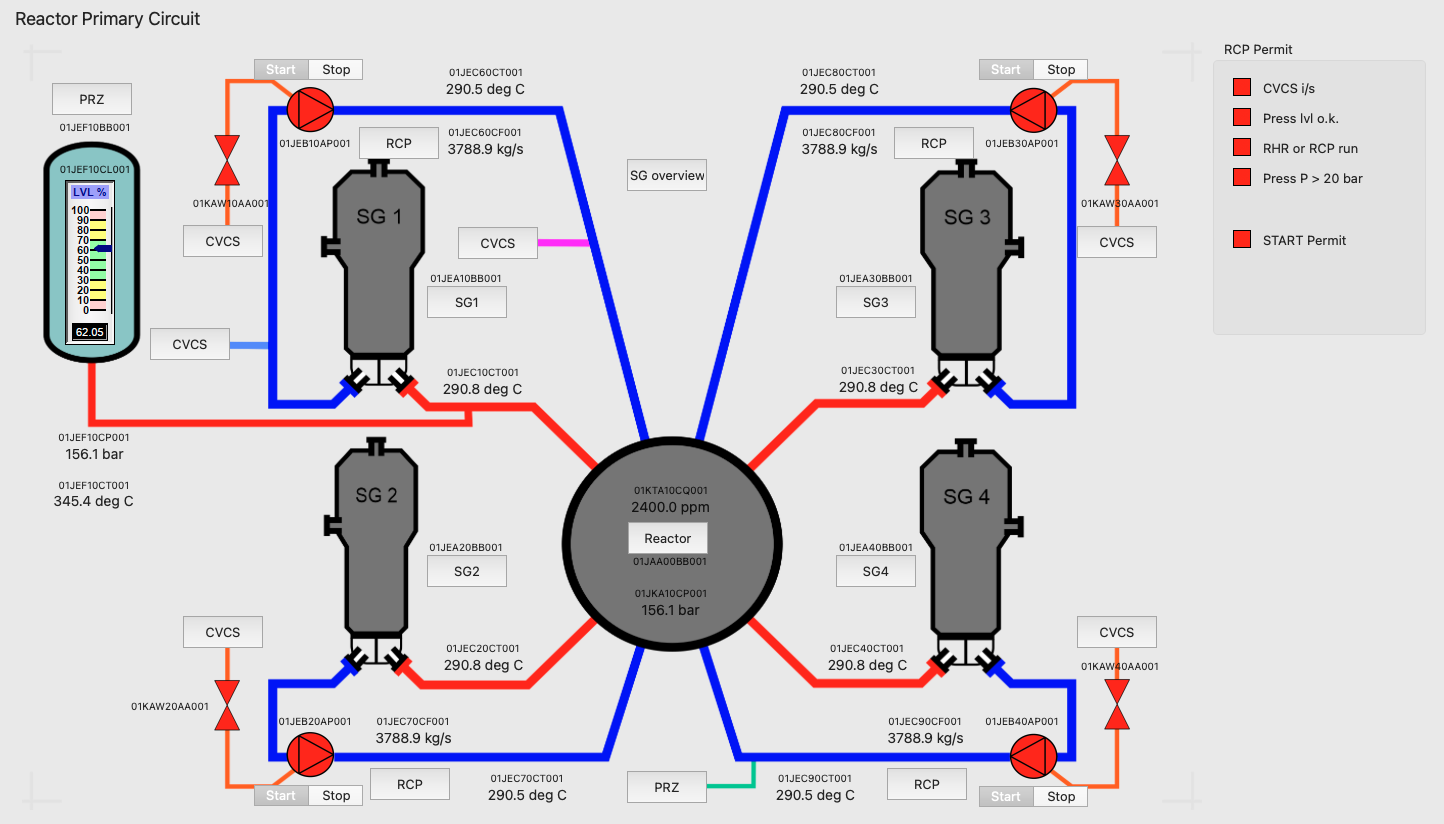 Reactor Primary Circuit
PRZ
01JEF10BB001
01JEF10CL001
LVL %
100
90
80
70
60
50
40
30
20
10
0
62.05
01JEF10CP001
156.1 bar
01JEF10CT001
345.4 deg C
Start Stop
01JEB10AP001
RCP
01KAW10AA001
CVCS
CVCS
01JEC60CT001
290.5 deg C
01JEC60CF001
3788.9 kg/s
SG 1
CVCS
01JEA10BB001
SG1
01JEC10CT001
290.8 deg C
SG overview
01JEC80CT001
290.5 deg C
01JEC80CF001
3788.9 kg/s
RCP
Start Stop
01JEB30AP001
01KAW30AA001
CVCS
SG 3
01JEA30BB001
SG3
01JEC30CT001
290.8 deg C
RCP Permit
CVCS i/s
Press lvl o.k.
RHR or RCP run
Press P > 20 bar
START Permit
01KTA10CQ001
2400.0 ppm
Reactor
01JAA00BB001
01JKA10CP001
156.1 bar
SG 2
01JEA20BB001
SG2
01JEC20CT001
290.8 deg C
CVCS
01KAW20AA001
01JEB20AP001
Start Stop
RCP
01JEC70CF001
3788.9 kg/s
01JEC70CT001
290.5 deg C
PRZ
SG 4
01JEA40BB001
SG4
01JEC40CT001
290.8 deg C
01JEC90CF001
3788.9 kg/s
01JEC90CT001
290.5 deg C
RCP
01JEB40AP001
Start Stop
CVCS
01KAW40AA001